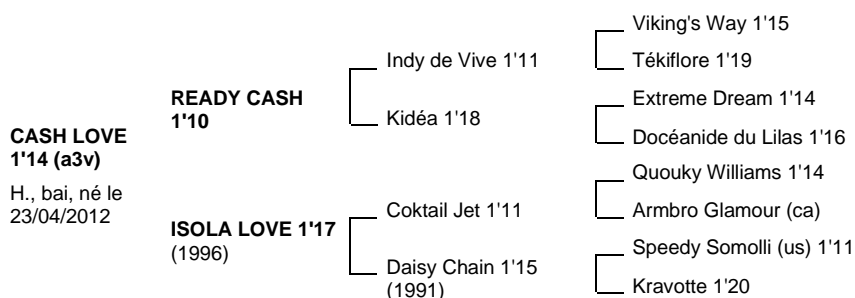 CASH LOVE
1'14 (a3v)
H., bai, né le
23/04/2012
READY CASH
1'10
ISOLA LOVE 1'17
(1996)
Indy de Vive 1'11
Kidéa 1'18
Coktail Jet 1'11
Daisy Chain 1'15
(1991)
Viking's Way 1'15
Tékiflore 1'19
Extreme Dream 1'14
Docéanide du Lilas 1'16
Quouky Williams 1'14
Armbro Glamour (ca)
Speedy Somolli (us) 1'11
Kravotte 1'20